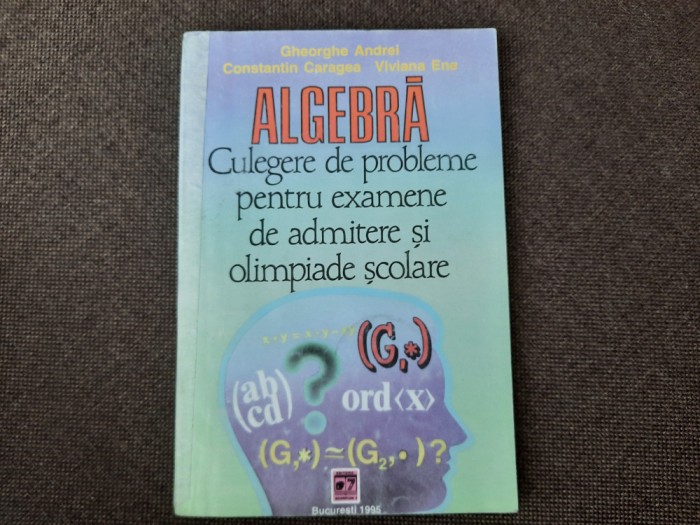 Gheorghe Andrei
Constantin Caragea Viviana Ene
ALGEBRĂ
Culegere de probleme
pentru examene
de admitere și
olimpiade școlare
(G,*)
(ab
cd)
?
ord⟨x⟩
(G,*)≃(G₂,·)?
București 1995